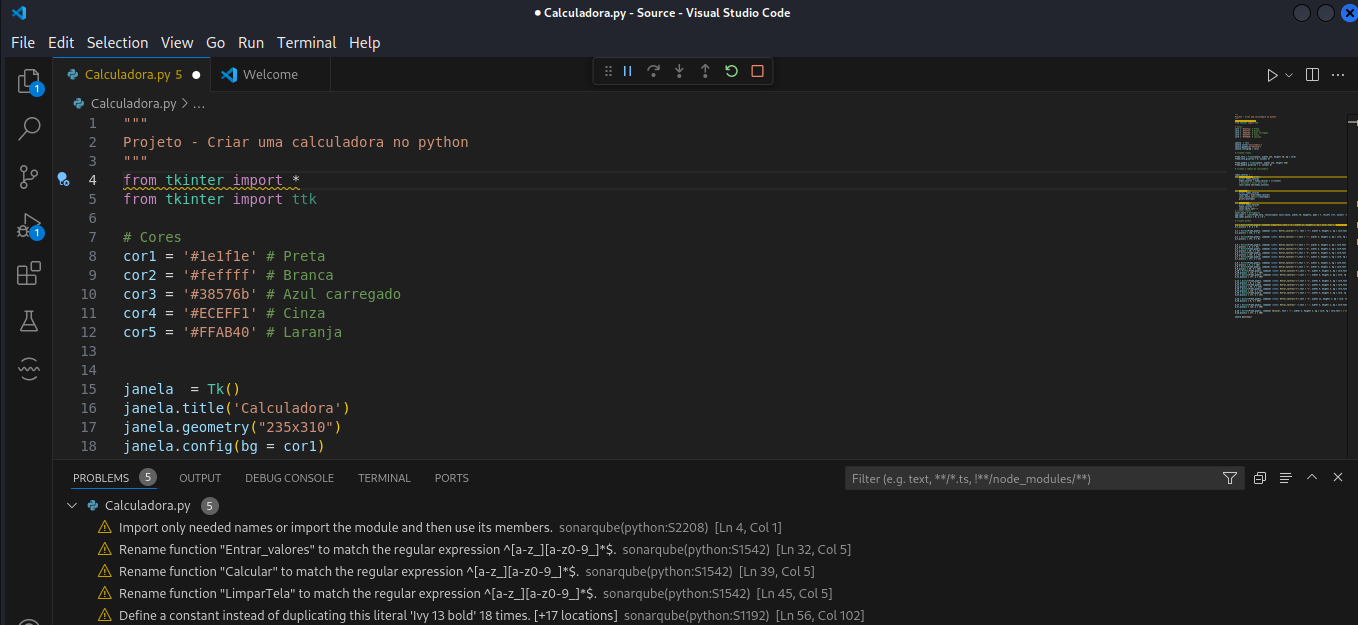 ● Calculadora.py - Source - Visual Studio Code
File Edit Selection View Go Run Terminal Help
Calculadora.py 5 ● Welcome
1
Calculadora.py > ...
1 """
2 Projeto - Criar uma calculadora no python
3 """
4 from tkinter import *
5 from tkinter import ttk
6
7 # Cores
8 cor1 = '#1e1f1e' # Preta
9 cor2 = '#feffff' # Branca
10 cor3 = '#38576b' # Azul carregado
11 cor4 = '#ECEFF1' # Cinza
12 cor5 = '#FFAB40' # Laranja
13
14
15 janela  = Tk()
16 janela.title('Calculadora')
17 janela.geometry("235x310")
18 janela.config(bg = cor1)
1
PROBLEMS 5 OUTPUT DEBUG CONSOLE TERMINAL PORTS Filter (e.g. text, **/*.ts, !**/node_modules/**)
Calculadora.py 5
Import only needed names or import the module and then use its members. sonarqube(python:S2208) [Ln 4, Col 1]
Rename function "Entrar_valores" to match the regular expression ^[a-z_][a-z0-9_]*$. sonarqube(python:S1542) [Ln 32, Col 5]
Rename function "Calcular" to match the regular expression ^[a-z_][a-z0-9_]*$. sonarqube(python:S1542) [Ln 39, Col 5]
Rename function "LimparTela" to match the regular expression ^[a-z_][a-z0-9_]*$. sonarqube(python:S1542) [Ln 45, Col 5]
Define a constant instead of duplicating this literal 'Ivy 13 bold' 18 times. [+17 locations] sonarqube(python:S1192) [Ln 56, Col 102]